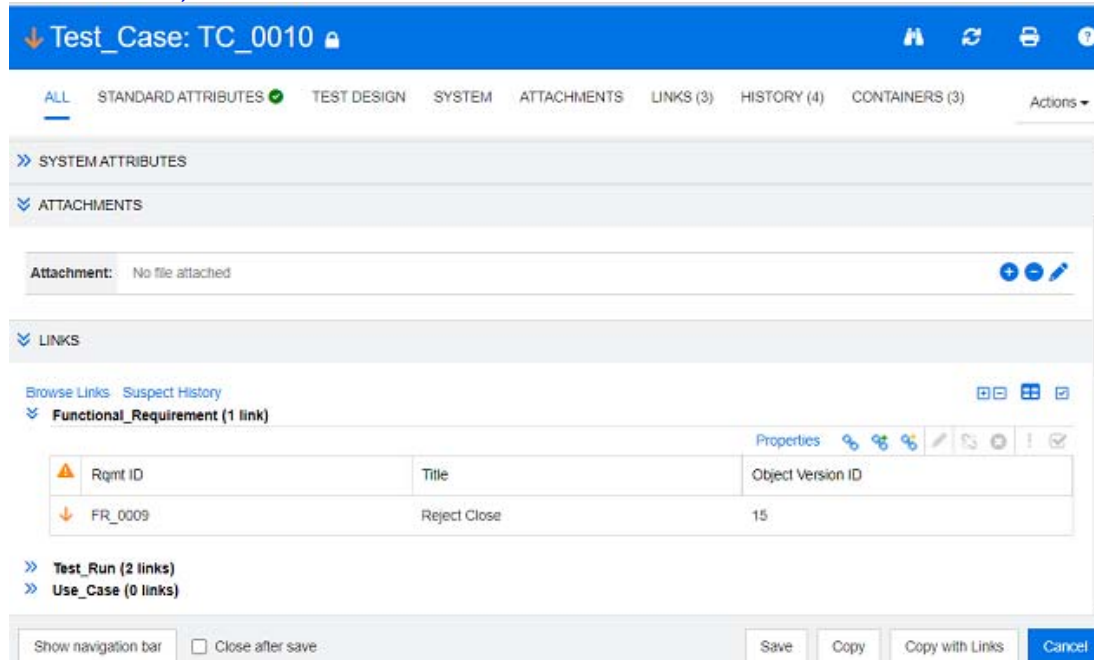 Test_Case: TC_0010
ALL STANDARD ATTRIBUTES TEST DESIGN SYSTEM ATTACHMENTS LINKS (3) HISTORY (4) CONTAINERS (3) Actions
SYSTEM ATTRIBUTES
ATTACHMENTS
Attachment: No file attached
LINKS
Browse Links Suspect History
Functional_Requirement (1 link)
Properties
Rqmt ID Title Object Version ID
FR_0009 Reject Close 15
Test_Run (2 links)
Use_Case (0 links)
Show navigation bar Close after save Save Copy Copy with Links Cancel